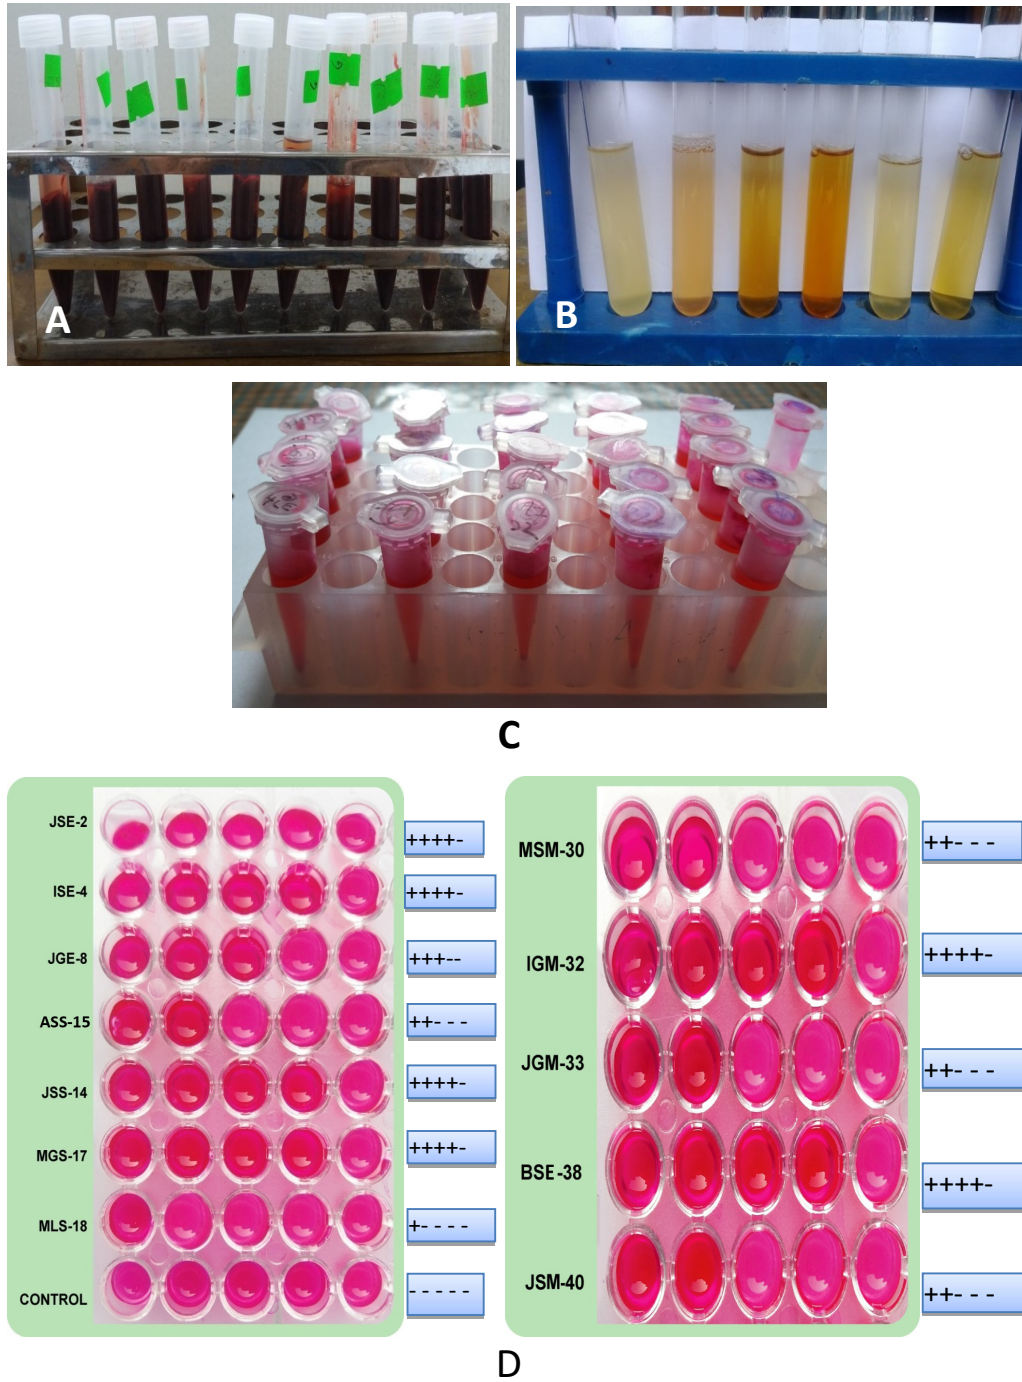 A
B
C
JSE-2
++++-
ISE-4
++++-
JGE-8
+++--
ASS-15
++- - -
JSS-14
++++-
MGS-17
++++-
MLS-18
+- - - -
CONTROL
- - - - -
MSM-30
++- - -
IGM-32
++++-
JGM-33
++- - -
BSE-38
++++-
JSM-40
++- - -
D